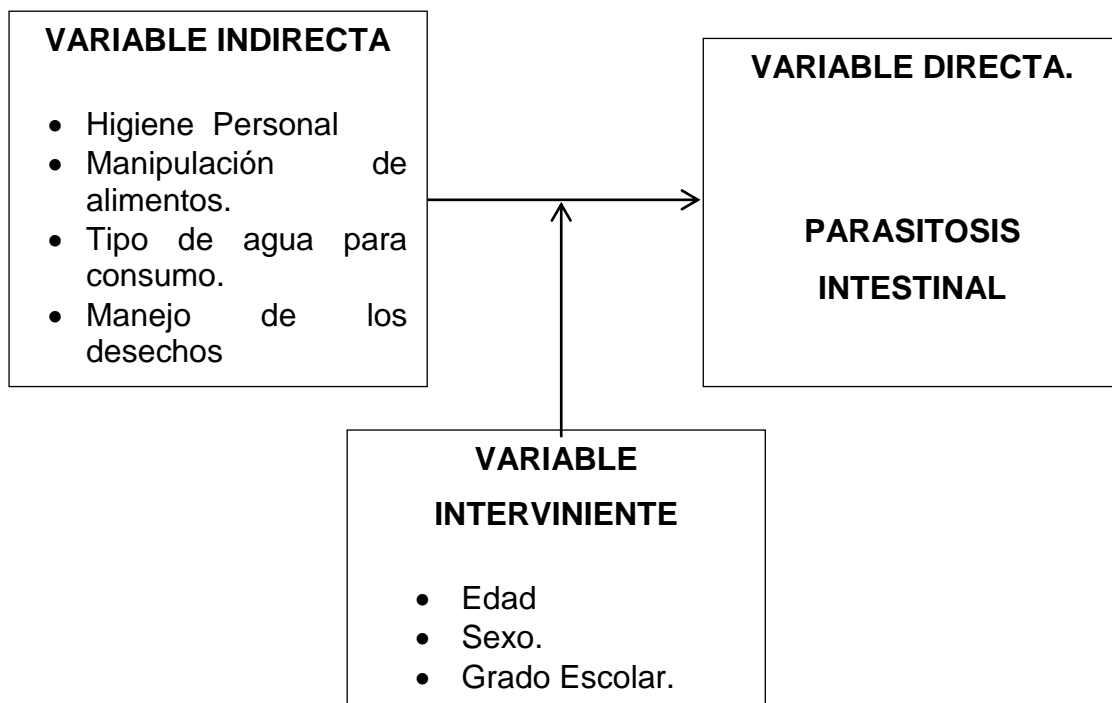 VARIABLE INDIRECTA
• Higiene Personal
• Manipulación de
alimentos.
• Tipo de agua para
consumo.
• Manejo de los
desechos
VARIABLE DIRECTA.
PARASITOSIS
INTESTINAL
VARIABLE
INTERVINIENTE
• Edad
• Sexo.
• Grado Escolar.